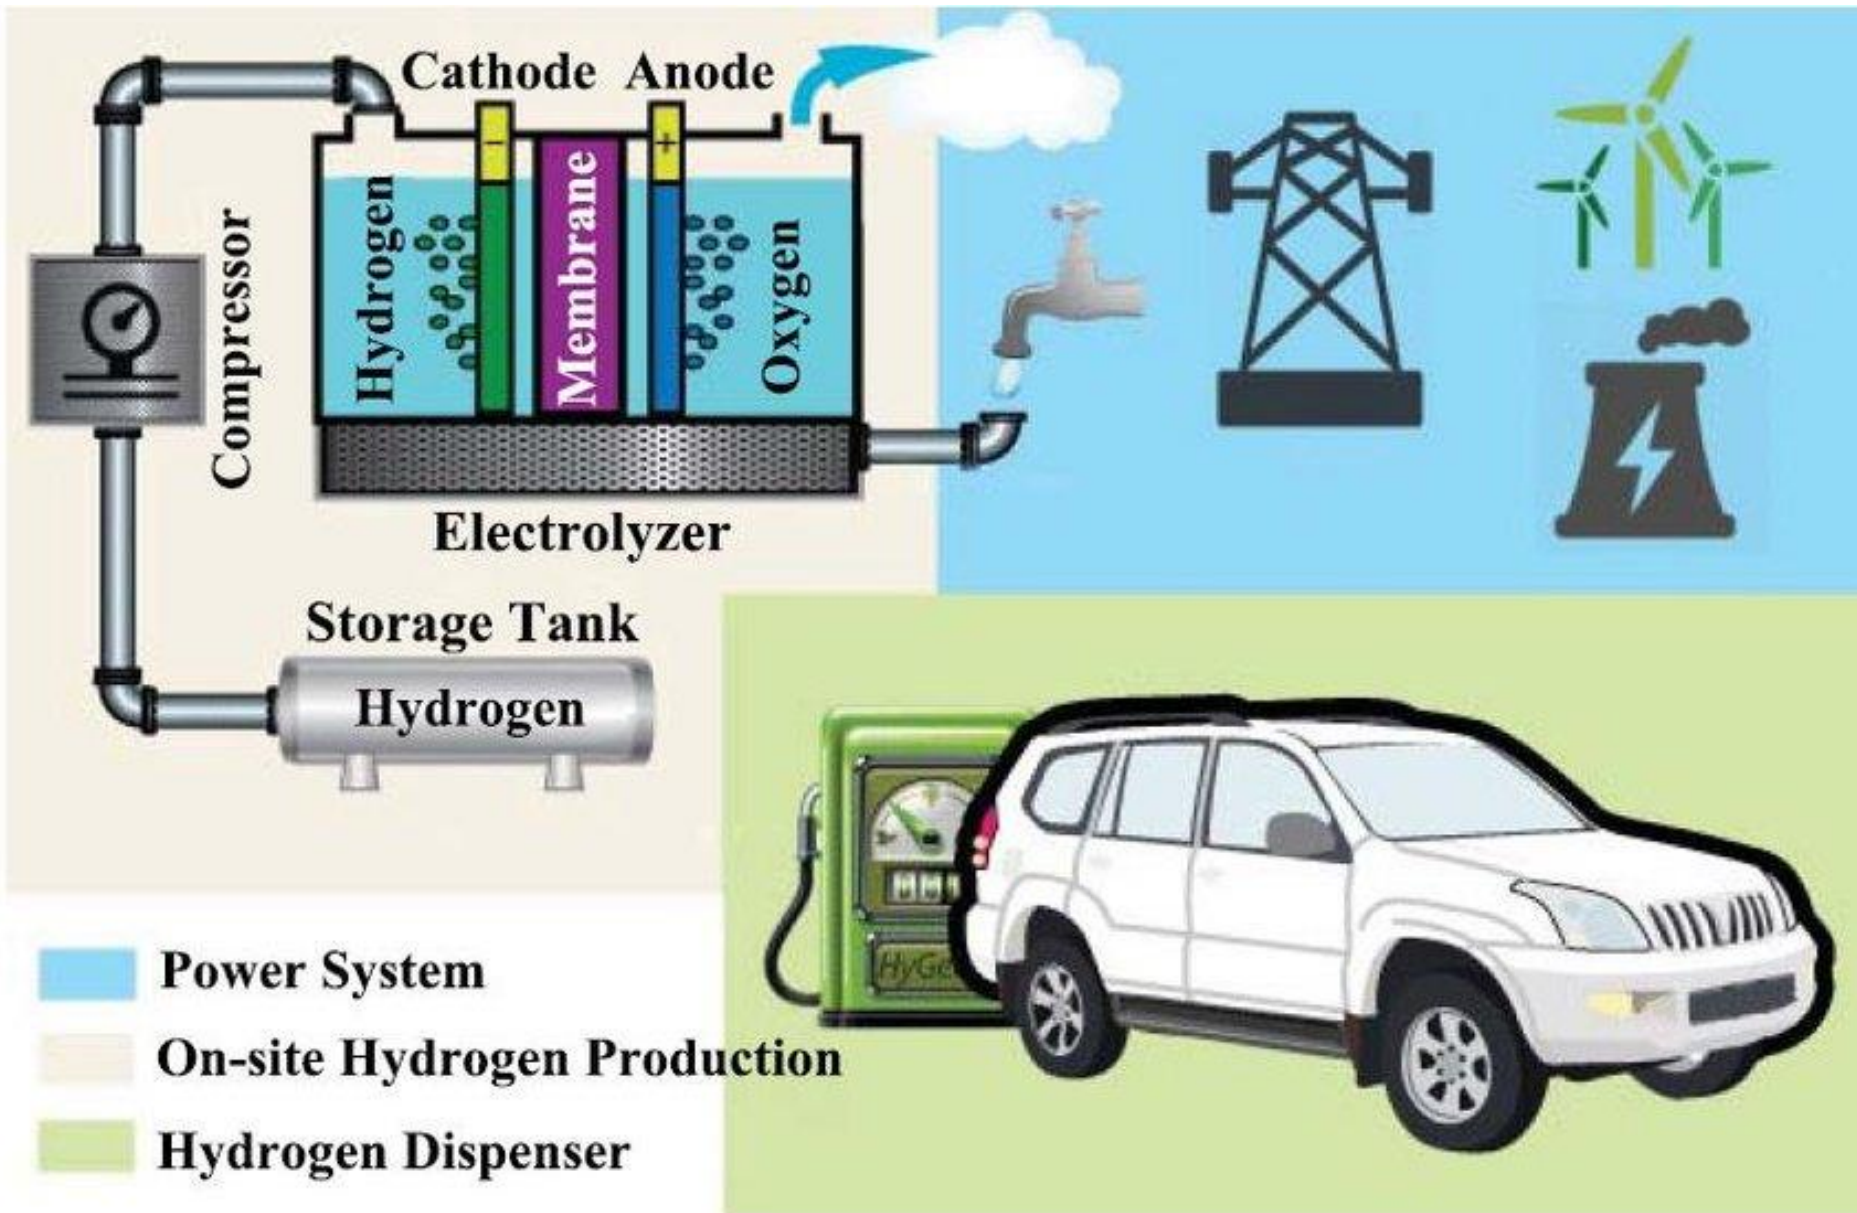 Cathode Anode
− +
Hydrogen
Membrane
Oxygen
Compressor
Electrolyzer
Storage Tank
Hydrogen
Power System
On-site Hydrogen Production
Hydrogen Dispenser